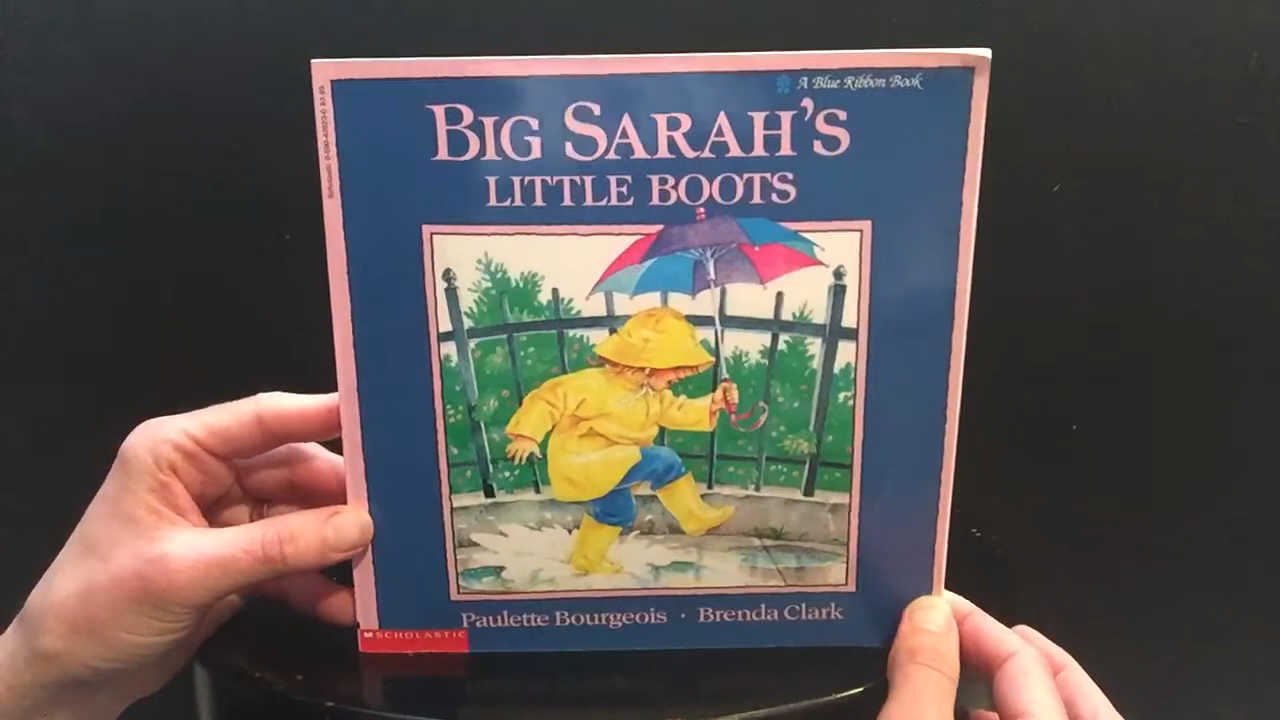 A Blue Ribbon Book
BIG SARAH'S
LITTLE BOOTS
Paulette Bourgeois · Brenda Clark
SCHOLASTIC